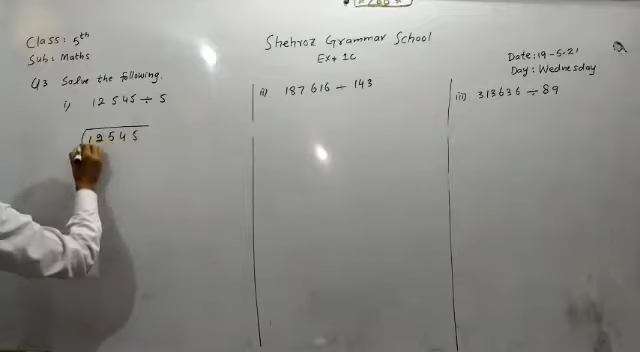 Class: 5th
Sub: Maths
Shehroz Grammar School
Ex# 1c
Date: 19-5-21
Day: Wednesday
Q3 Solve the following.
i) 12545 ÷ 5
12545
ii) 187616 ÷ 143
iii) 313636 ÷ 89